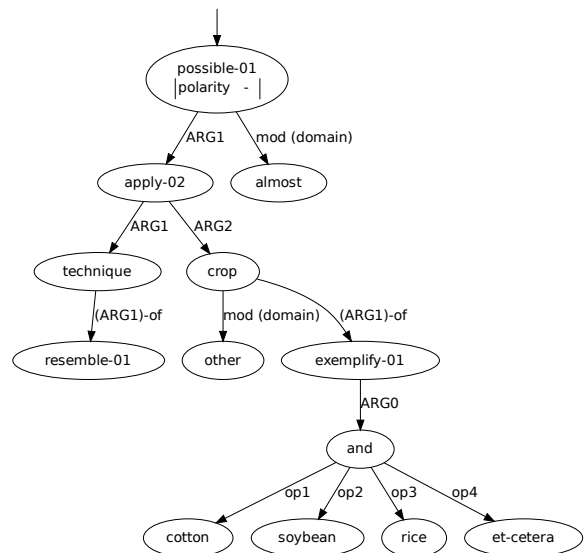 possible-01
polarity -
ARG1 mod (domain)
apply-02 almost
ARG1 ARG2
technique crop
(ARG1)-of mod (domain) (ARG1)-of
resemble-01 other exemplify-01
ARG0
and
op1 op2 op3 op4
cotton soybean rice et-cetera